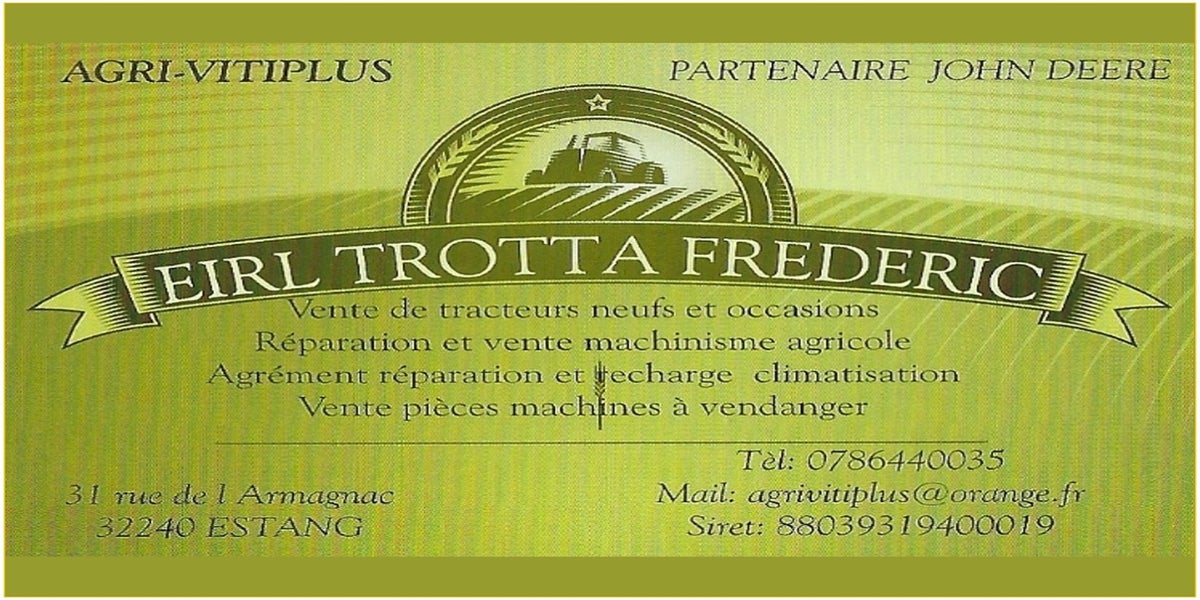 AGRI-VITIPLUS
PARTENAIRE JOHN DEERE
EIRL TROTTA FREDERIC
Vente de tracteurs neufs et occasions
Réparation et vente machinisme agricole
Agrément réparation et recharge climatisation
Vente pièces machines à vendanger
31 rue de l Armagnac
32240 ESTANG
Tèl: 0786440035
Mail: agrivitiplus@orange.fr
Siret: 88039319400019